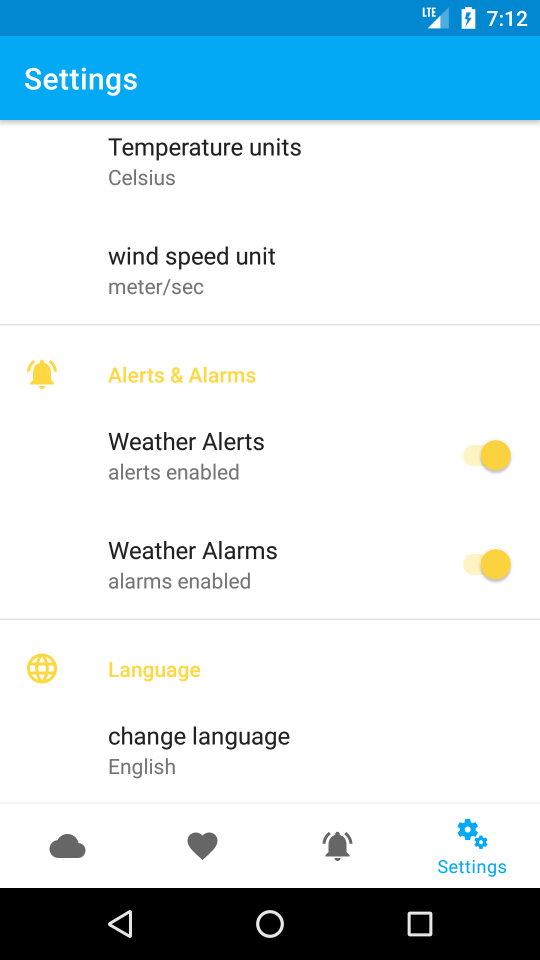 LTE 7:12
Settings
Temperature units
Celsius
wind speed unit
meter/sec
Alerts & Alarms
Weather Alerts
alerts enabled
Weather Alarms
alarms enabled
Language
change language
English
Settings